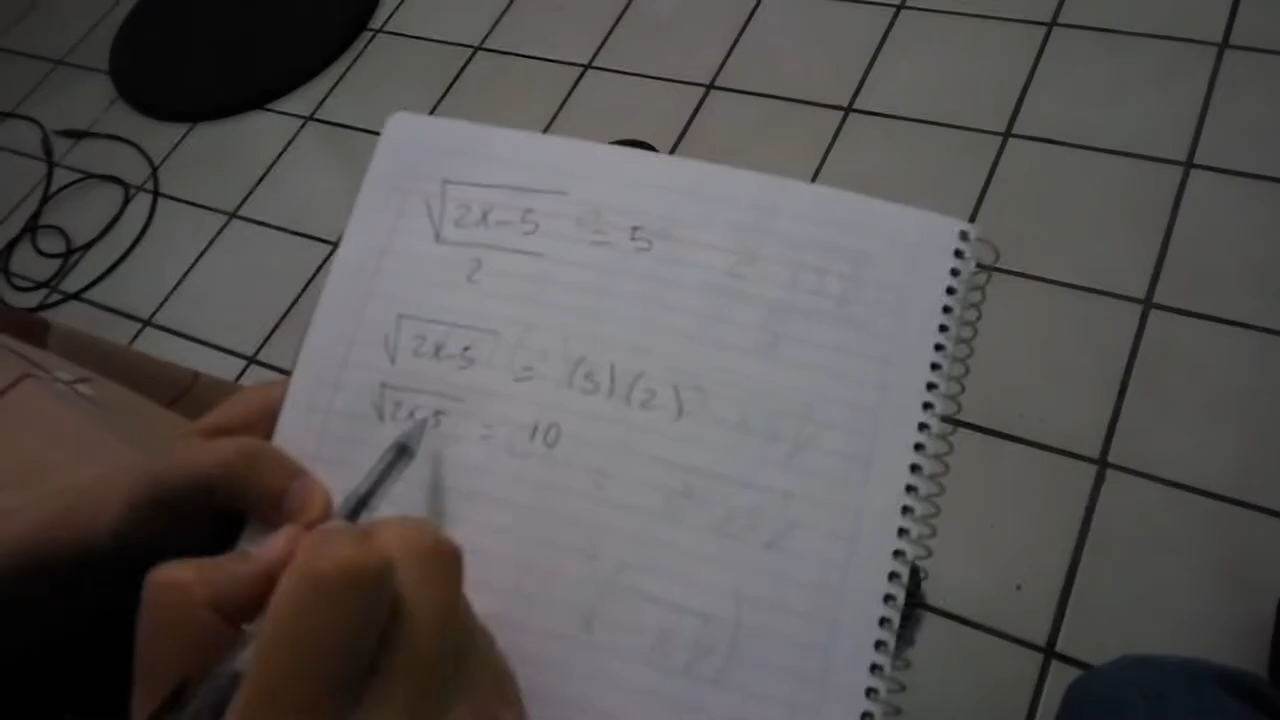 √2x-5 / 2 = 5
√2x-5 = (5)(2)
√2x-5 = 10